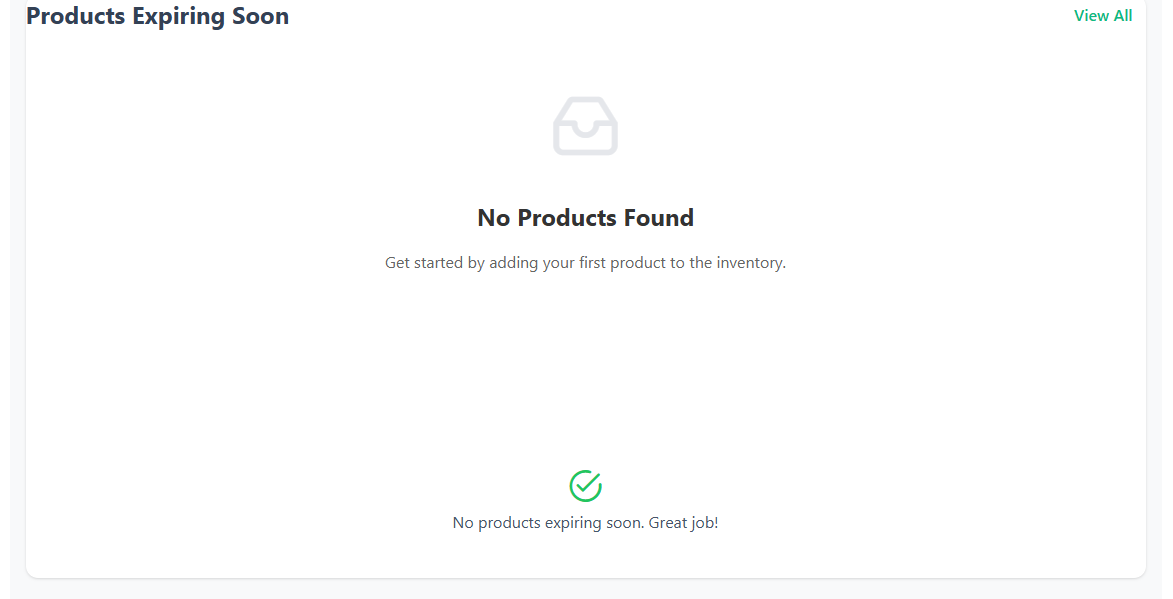 Products Expiring Soon
View All
No Products Found
Get started by adding your first product to the inventory.
No products expiring soon. Great job!